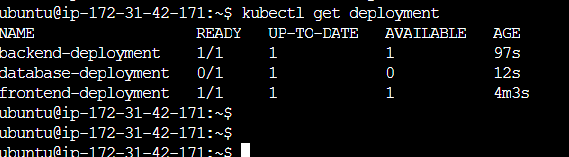 ubuntu@ip-172-31-42-171:~$ kubectl get deployment
NAME READY UP-TO-DATE AVAILABLE AGE
backend-deployment 1/1 1 1 97s
database-deployment 0/1 1 0 12s
frontend-deployment 1/1 1 1 4m3s
ubuntu@ip-172-31-42-171:~$
ubuntu@ip-172-31-42-171:~$
ubuntu@ip-172-31-42-171:~$